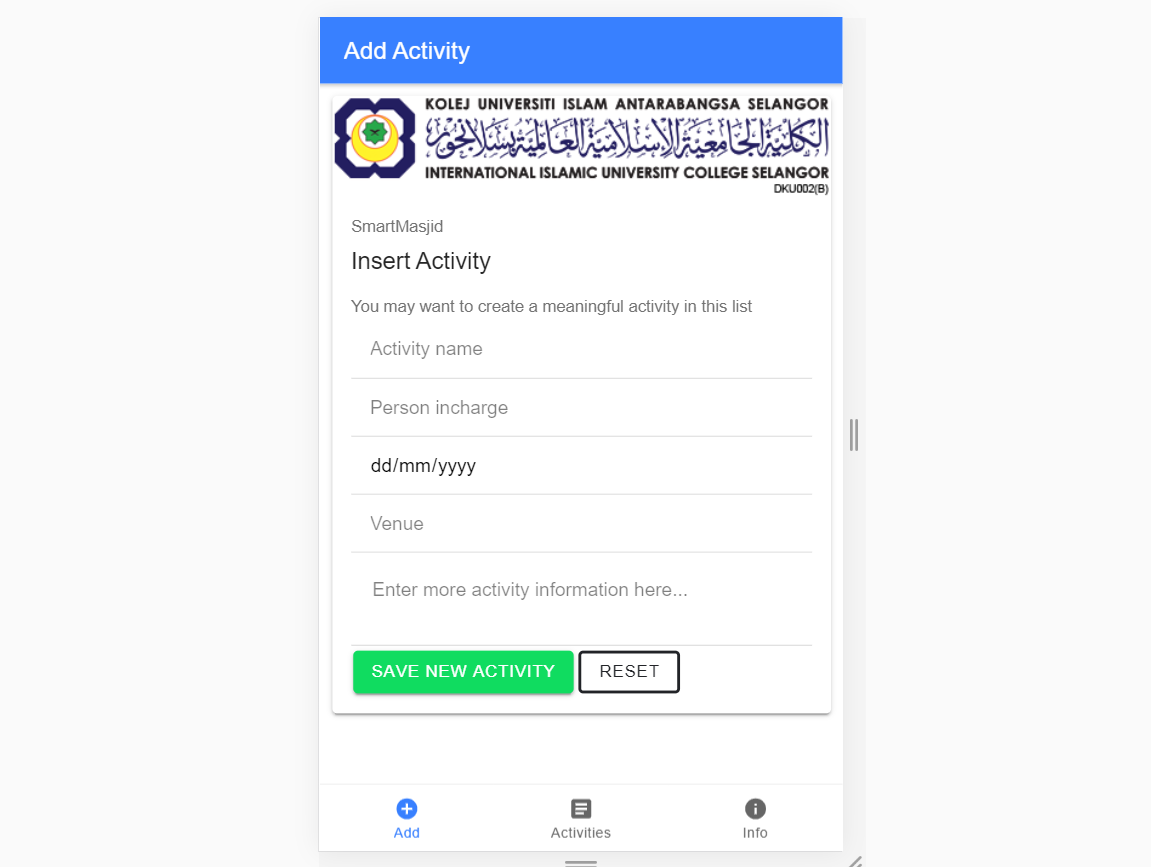 Add Activity
KOLEJ UNIVERSITI ISLAM ANTARABANGSA SELANGOR
الكلية الجامعية الإسلامية العالمية بسلانجور
INTERNATIONAL ISLAMIC UNIVERSITY COLLEGE SELANGOR
DKU002(B)
SmartMasjid
Insert Activity
You may want to create a meaningful activity in this list
Activity name
Person incharge
dd/mm/yyyy
Venue
Enter more activity information here...
SAVE NEW ACTIVITY RESET
Add Activities Info